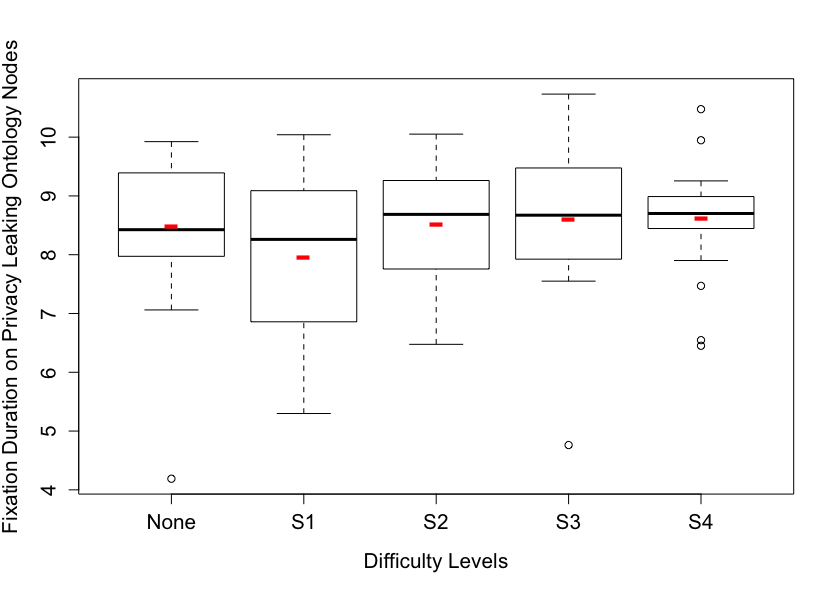 Fixation Duration on Privacy Leaking Ontology Nodes
10
9
8
7
6
5
4
None S1 S2 S3 S4
Difficulty Levels